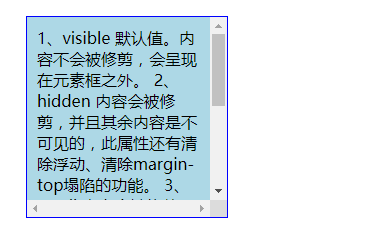 1、visible 默认值。内
容不会被修剪，会呈现
在元素框之外。 2、
hidden 内容会被修
剪，并且其余内容是不
可见的，此属性还有清
除浮动、清除margin-
top塌陷的功能。 3、